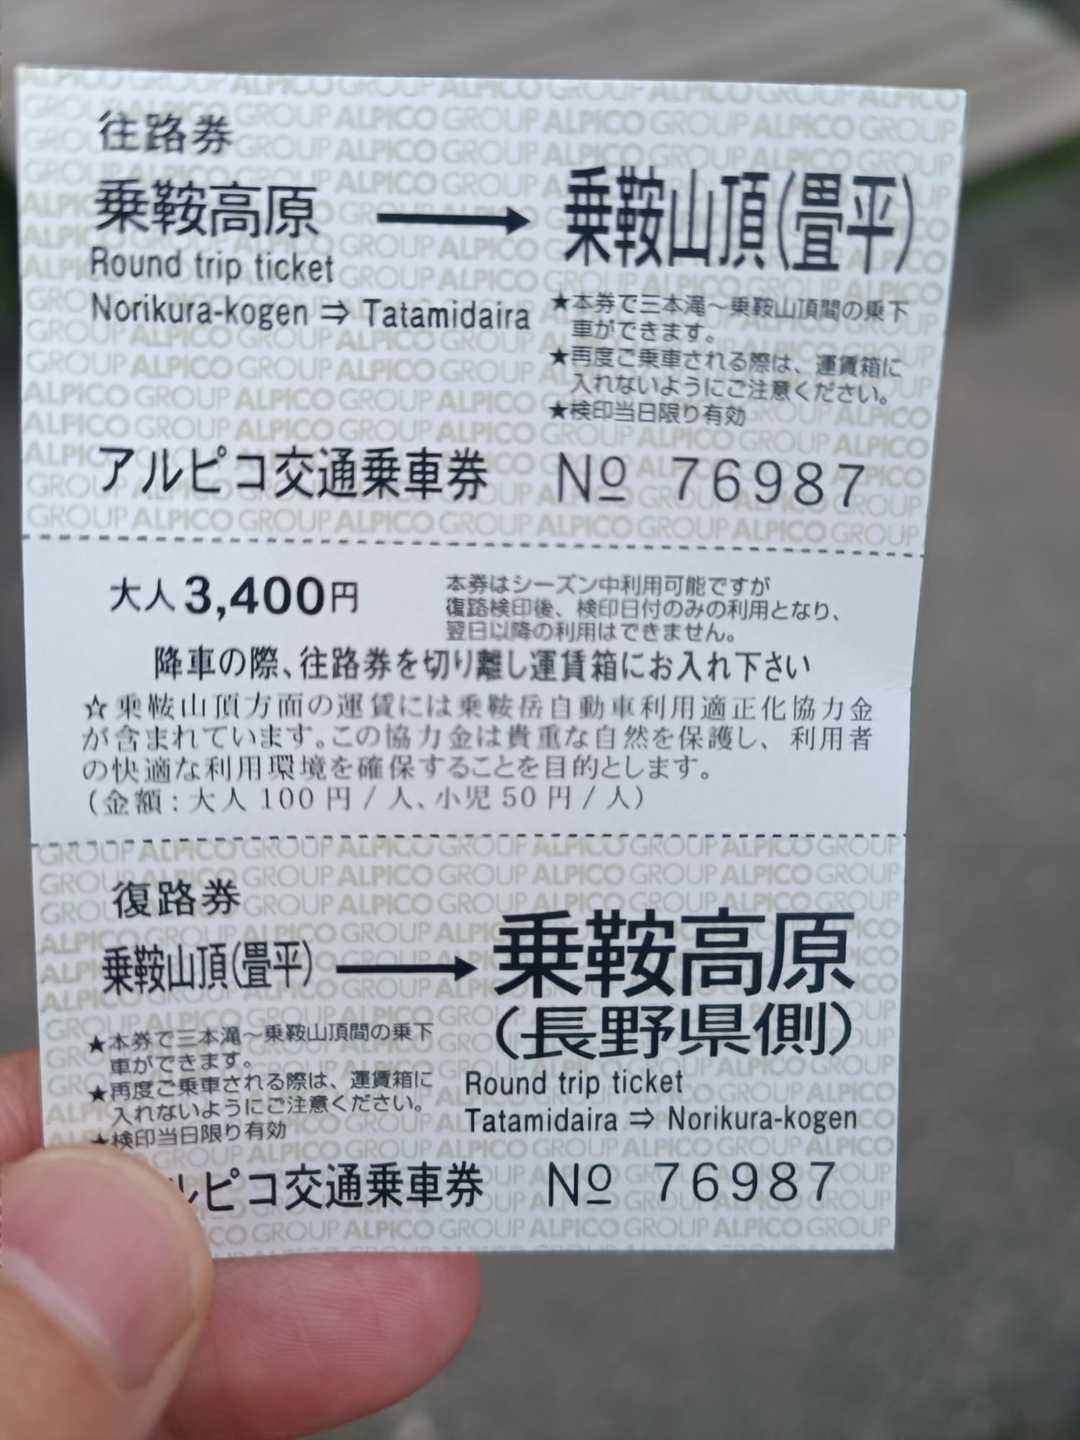 往路券
乗鞍高原 → 乗鞍山頂(畳平)
Round trip ticket
Norikura-kogen ⇒ Tatamidaira
★本券で三本滝～乗鞍山頂間の乗下
車ができます。
★再度ご乗車される際は、運賃箱に
入れないようにご注意ください。
★検印当日限り有効
アルピコ交通乗車券 No 76987
大人3,400円
本券はシーズン中利用可能ですが
復路検印後、検印日付のみの利用となり、
翌日以降の利用はできません。
降車の際、往路券を切り離し運賃箱にお入れ下さい
☆乗鞍山頂方面の運賃には乗鞍岳自動車利用適正化協力金
が含まれています。この協力金は貴重な自然を保護し、利用者
の快適な利用環境を確保することを目的とします。
(金額:大人100円/人、小児50円/人)
復路券
乗鞍山頂(畳平) → 乗鞍高原
(長野県側)
★本券で三本滝～乗鞍山頂間の乗下
車ができます。
★再度ご乗車される際は、運賃箱に
入れないようにご注意ください。
★検印当日限り有効
Round trip ticket
Tatamidaira ⇒ Norikura-kogen
ルピコ交通乗車券 No 76987